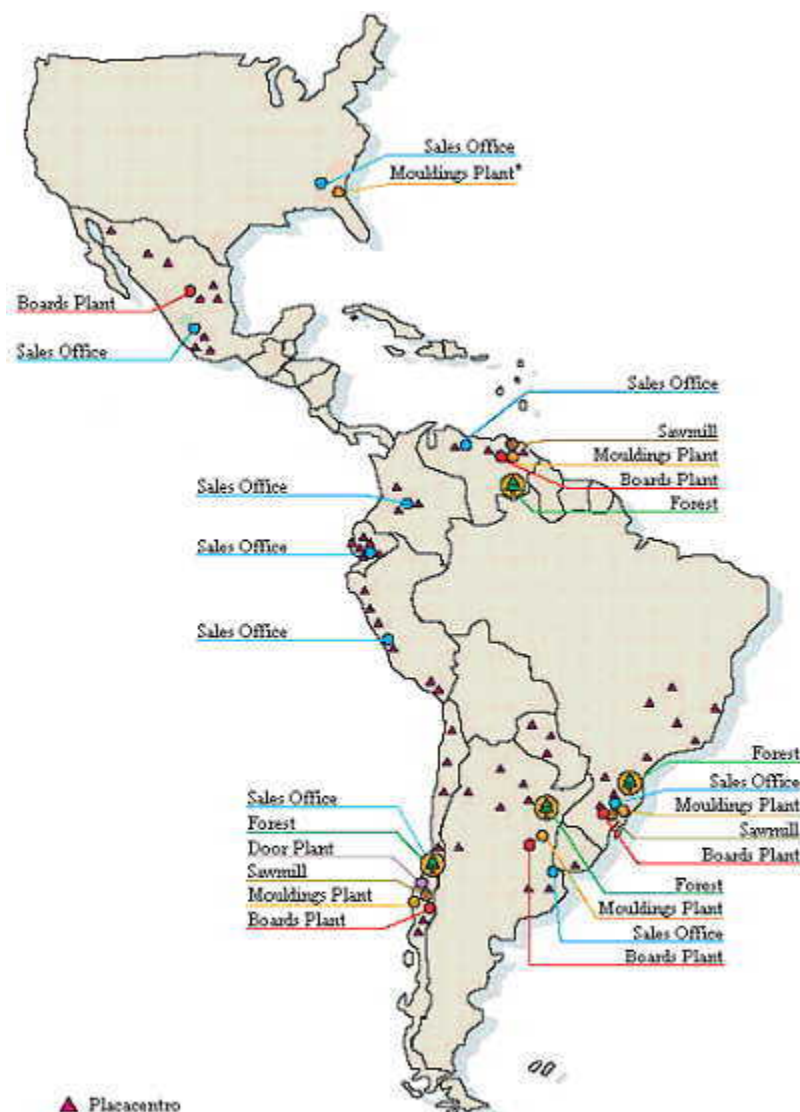 Sales Office
Mouldings Plant*
Boards Plant
Sales Office
Sales Office
Sawmill
Mouldings Plant
Boards Plant
Forest
Sales Office
Sales Office
Sales Office
Forest
Sales Office
Mouldings Plant
Sawmill
Boards Plant
Sales Office
Forest
Door Plant
Sawmill
Mouldings Plant
Boards Plant
Forest
Mouldings Plant
Sales Office
Boards Plant
Placacentro